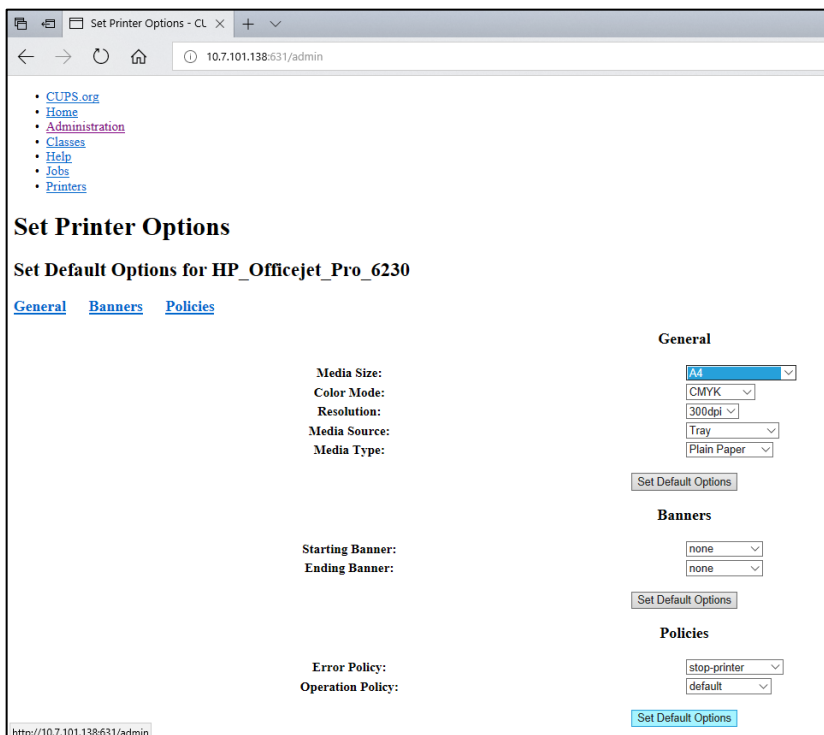 Set Printer Options - CL
10.7.101.138:631/admin
CUPS.org
Home
Administration
Classes
Help
Jobs
Printers
Set Printer Options
Set Default Options for HP_Officejet_Pro_6230
General Banners Policies
General
Media Size: A4
Color Mode: CMYK
Resolution: 300dpi
Media Source: Tray
Media Type: Plain Paper
Set Default Options
Banners
Starting Banner: none
Ending Banner: none
Set Default Options
Policies
Error Policy: stop-printer
Operation Policy: default
Set Default Options
http://10.7.101.138:631/admin